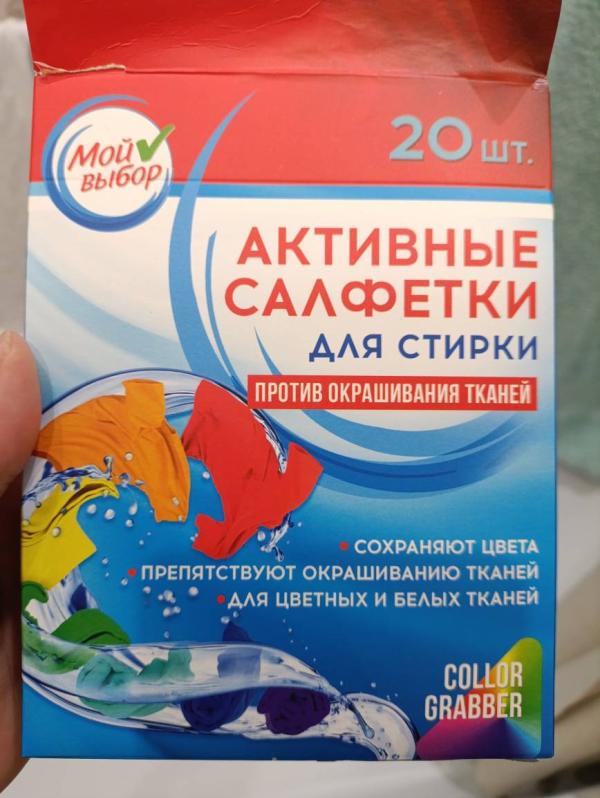 Мой
выбор
20 шт.
АКТИВНЫЕ
САЛФЕТКИ
ДЛЯ СТИРКИ
ПРОТИВ ОКРАШИВАНИЯ ТКАНЕЙ
• СОХРАНЯЮТ ЦВЕТА
• ПРЕПЯТСТВУЮТ ОКРАШИВАНИЮ ТКАНЕЙ
• ДЛЯ ЦВЕТНЫХ И БЕЛЫХ ТКАНЕЙ
COLLOR
GRABBER